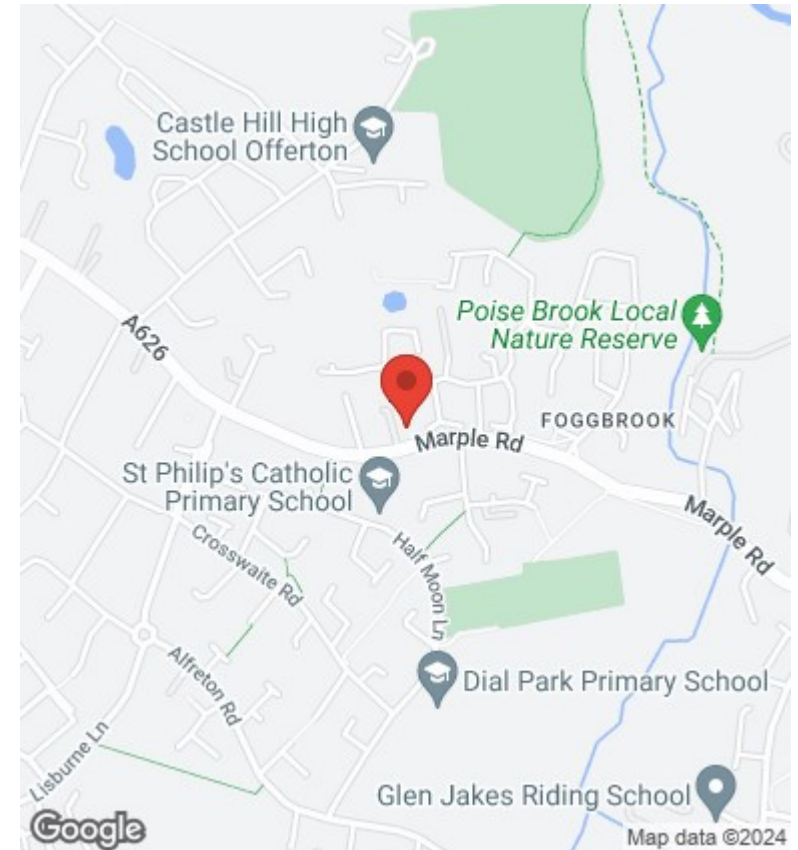 Castle Hill High
School Offerton
A626
Poise Brook Local
Nature Reserve
FOGGBROOK
Marple Rd
St Philip's Catholic
Primary School
Marple Rd
Crosswaite Rd
Half Moon Ln
Alfreton Rd
Dial Park Primary School
Lisburne Ln
Glen Jakes Riding School
Google
Map data ©2024